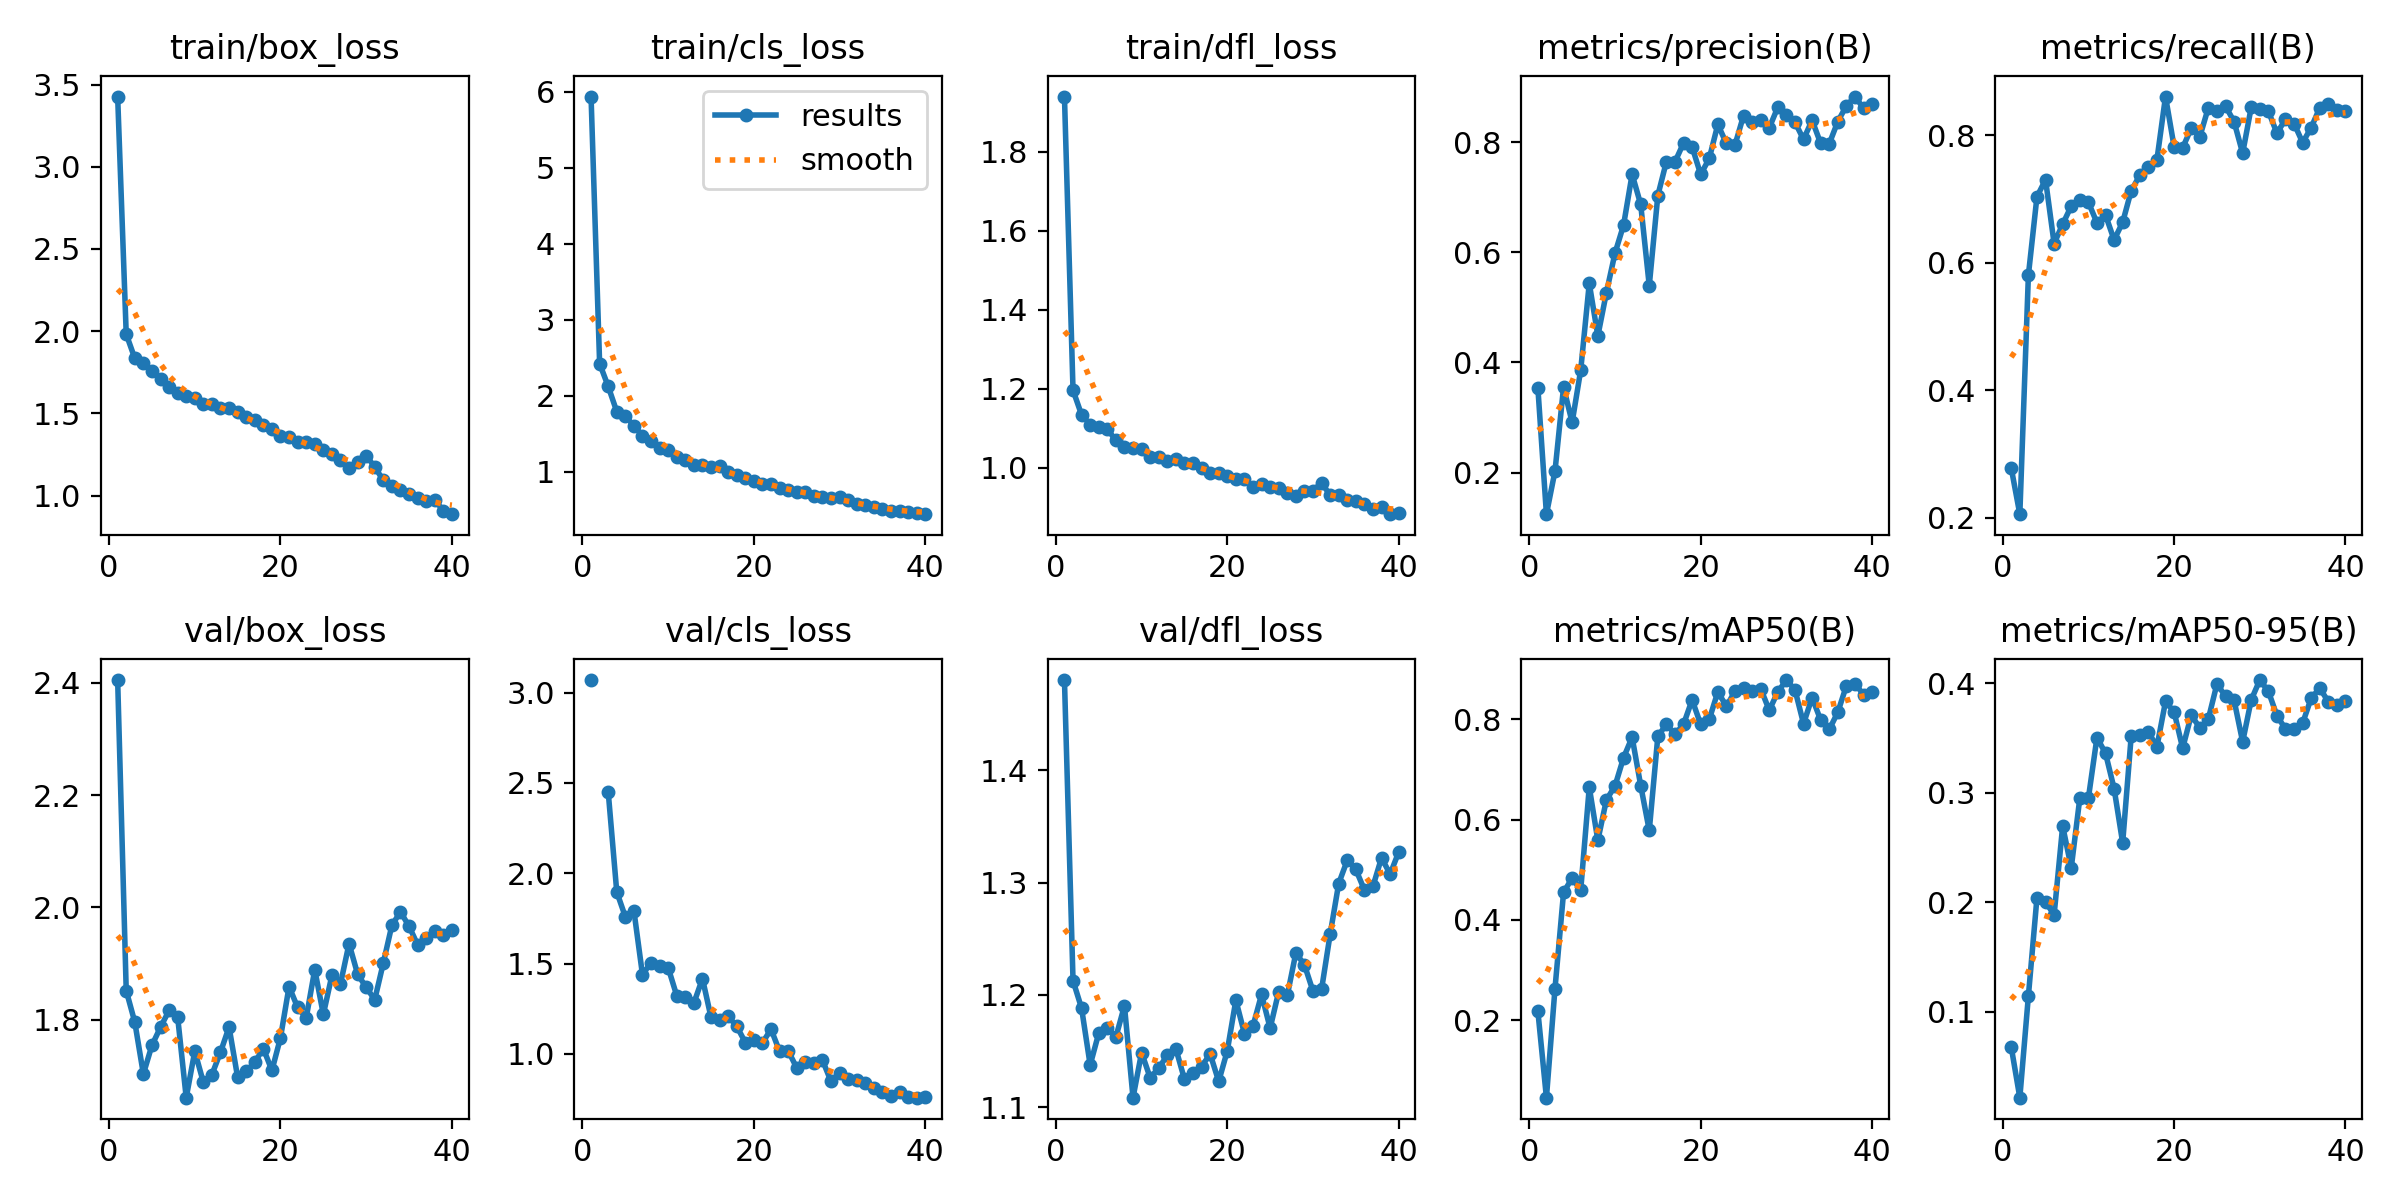 train/box_loss
3.5
3.0
2.5
2.0
1.5
1.0
0 20 40
train/cls_loss
6
5
4
3
2
1
0 20 40
results
smooth
train/dfl_loss
1.8
1.6
1.4
1.2
1.0
0 20 40
metrics/precision(B)
0.8
0.6
0.4
0.2
0 20 40
metrics/recall(B)
0.8
0.6
0.4
0.2
0 20 40
val/box_loss
2.4
2.2
2.0
1.8
0 20 40
val/cls_loss
3.0
2.5
2.0
1.5
1.0
0 20 40
val/dfl_loss
1.4
1.3
1.2
1.1
0 20 40
metrics/mAP50(B)
0.8
0.6
0.4
0.2
0 20 40
metrics/mAP50-95(B)
0.4
0.3
0.2
0.1
0 20 40